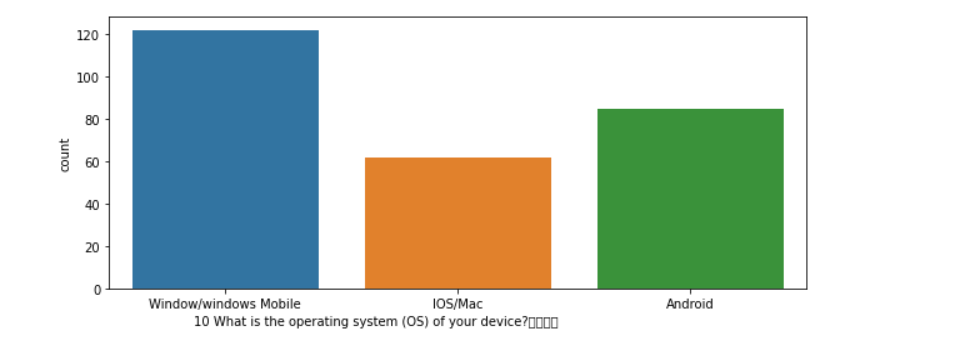 120
100
80
60
40
20
0
count
Window/windows Mobile IOS/Mac Android
10 What is the operating system (OS) of your device?